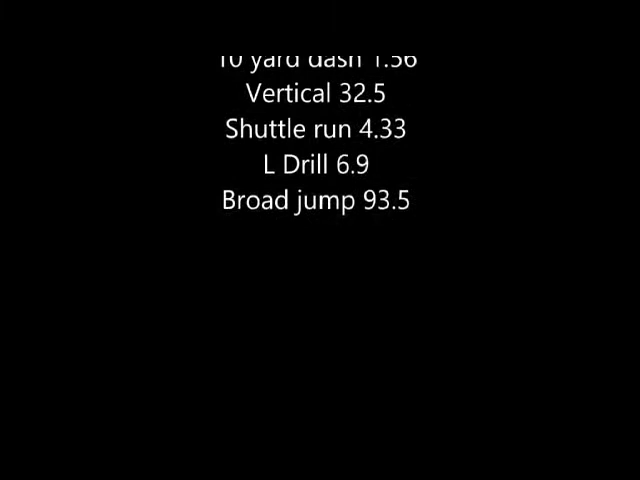 10 yard dash 1.56
Vertical 32.5
Shuttle run 4.33
L Drill 6.9
Broad jump 93.5